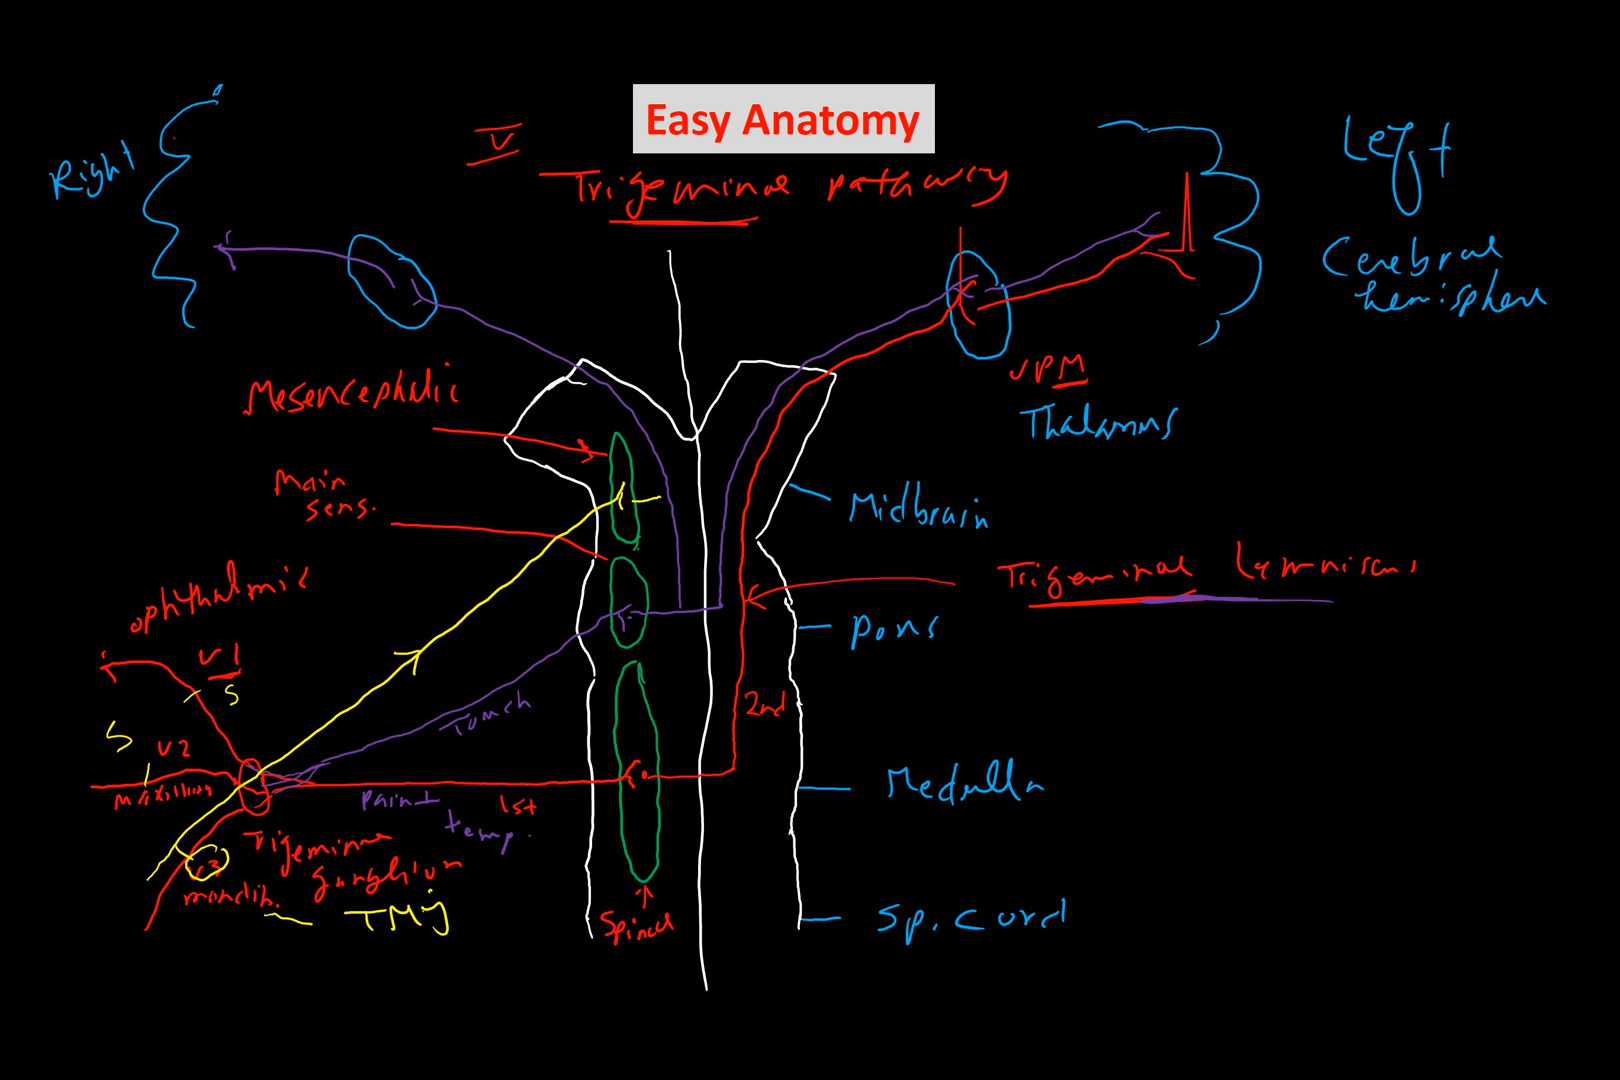 Easy Anatomy
V
Trigeminal pathway
Right
Left
Cerebral
hemisphere
Mesencephalic
VPM
Thalamus
Main
sens.
Midbrain
ophthalmic
V1
S
Trigeminal Lemniscus
Pons
Touch
2nd
S
V2
maxillary
pain +
temp.
1st
Medulla
V3
mandib.
Trigeminal
ganglion
TMJ
Spinal
Sp. Cord